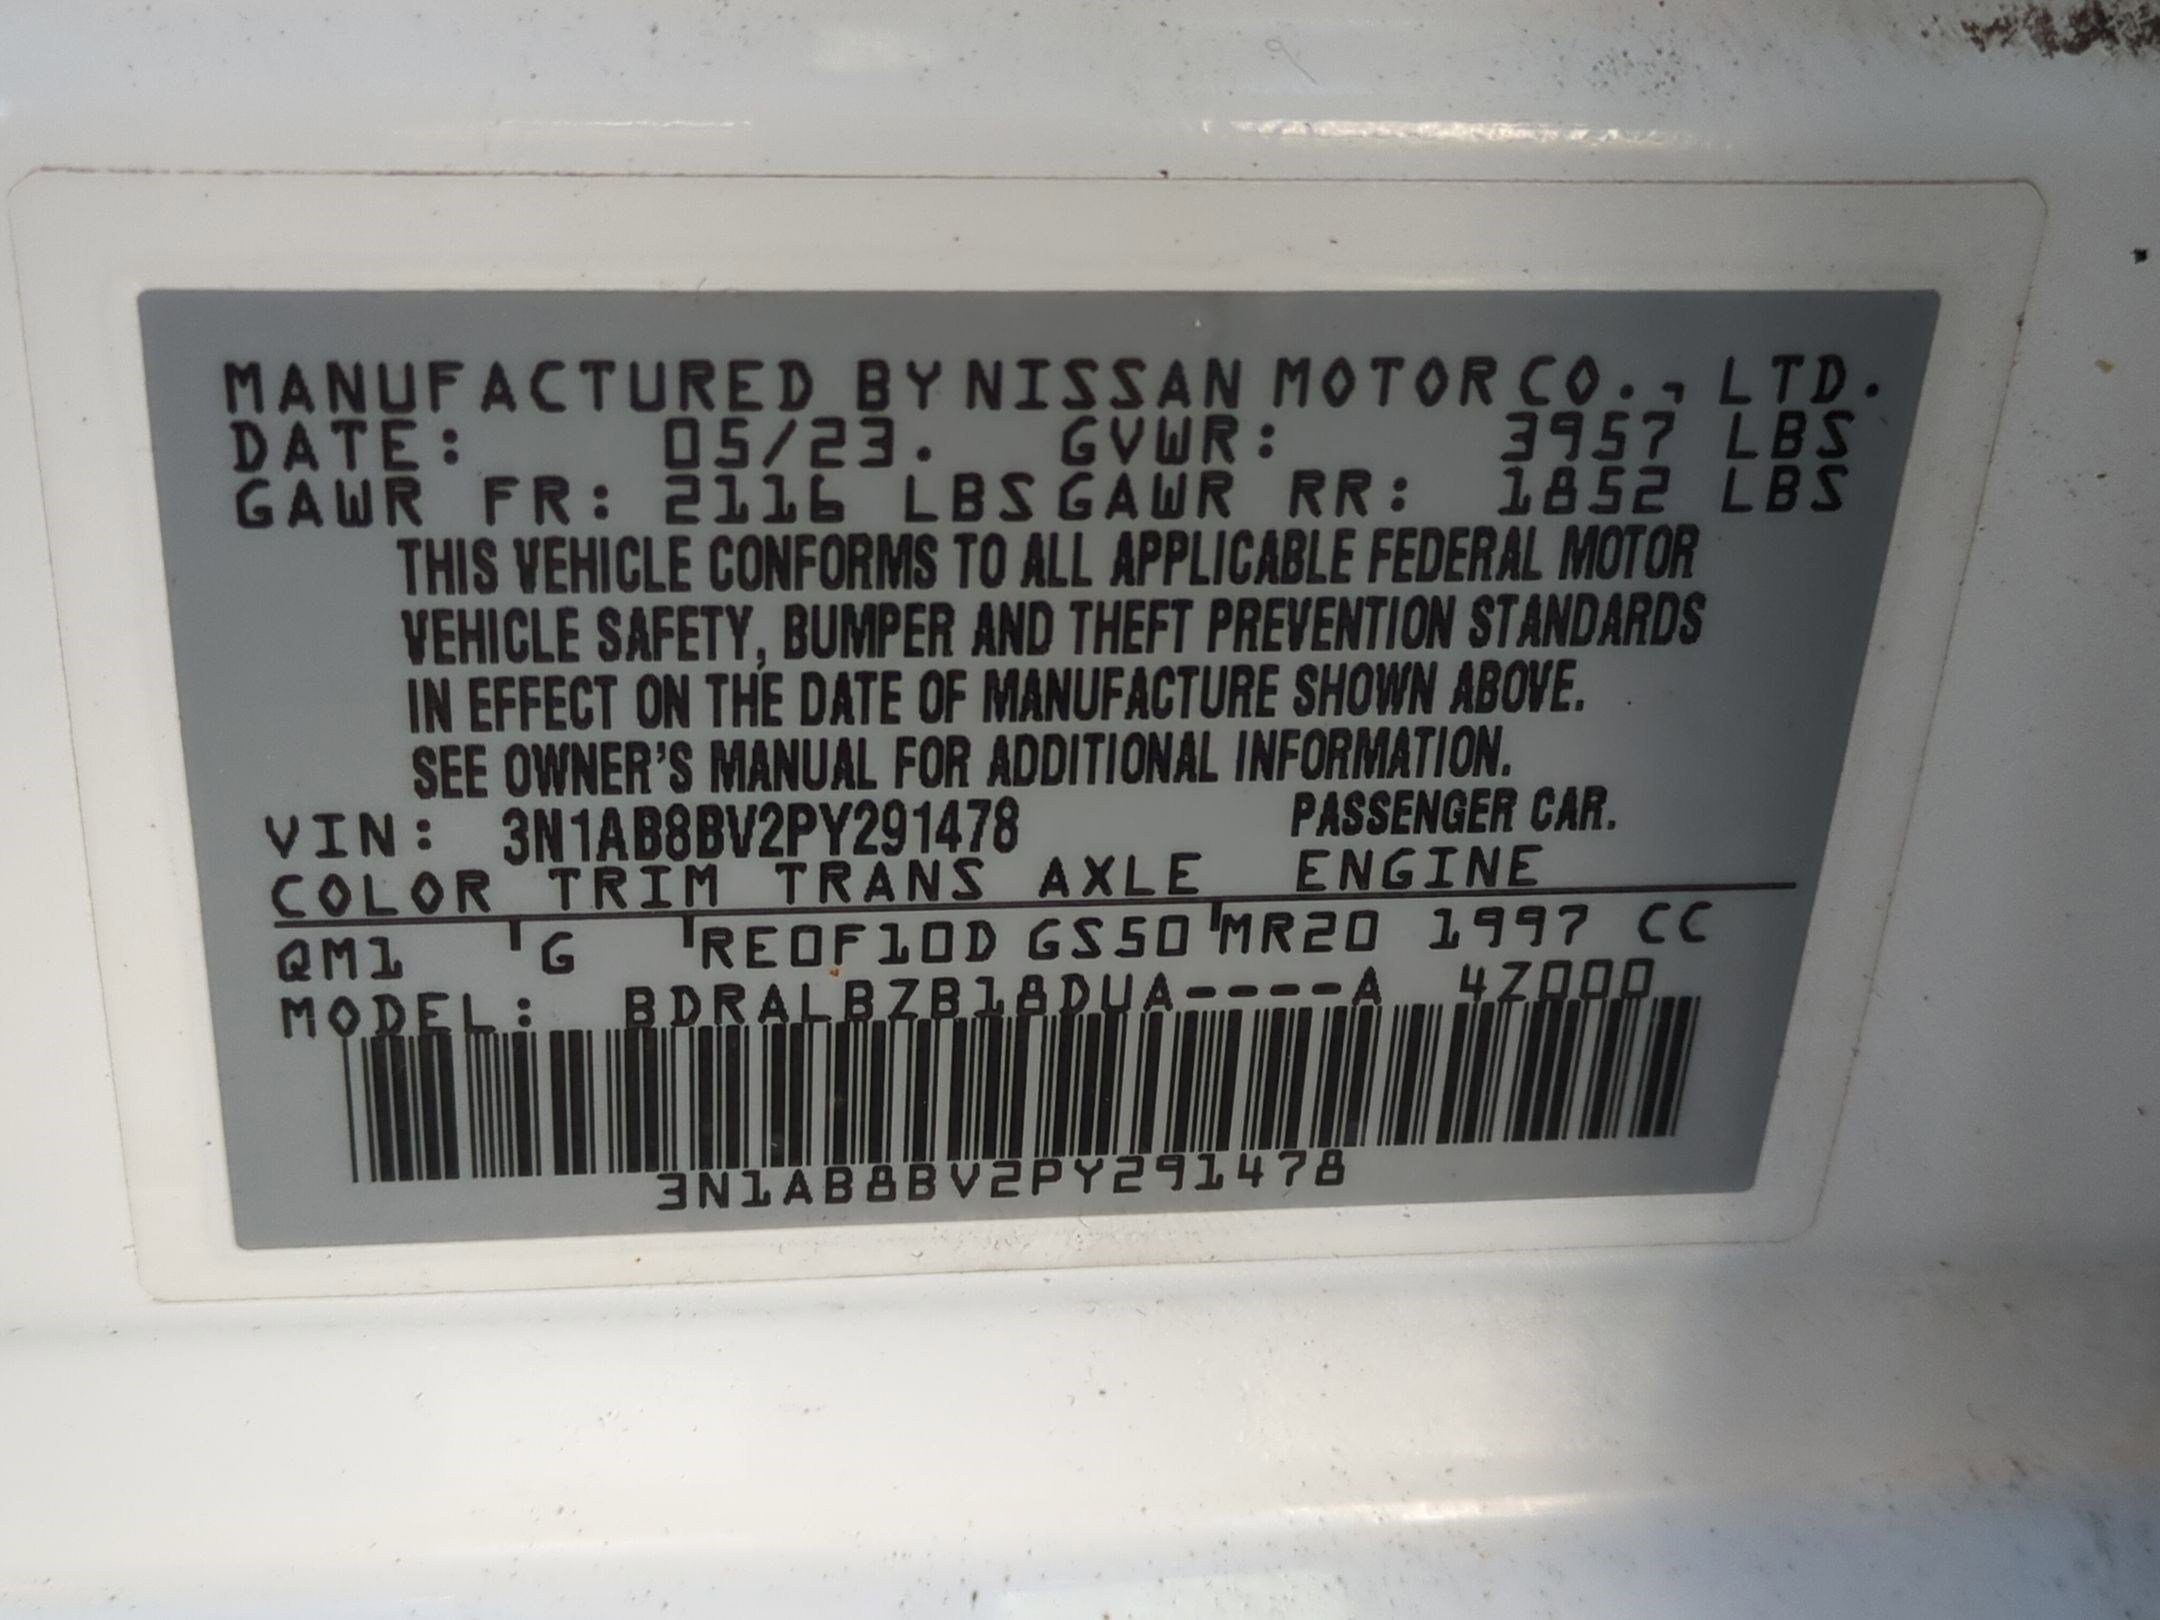 MANUFACTURED BY NISSAN MOTOR CO., LTD.
DATE: 05/23. GVWR: 3957 LBS
GAWR FR: 2116 LBS GAWR RR: 1852 LBS
THIS VEHICLE CONFORMS TO ALL APPLICABLE FEDERAL MOTOR
VEHICLE SAFETY, BUMPER AND THEFT PREVENTION STANDARDS
IN EFFECT ON THE DATE OF MANUFACTURE SHOWN ABOVE.
SEE OWNER'S MANUAL FOR ADDITIONAL INFORMATION.
VIN: 3N1AB8BV2PY291478 PASSENGER CAR.
COLOR TRIM TRANS AXLE ENGINE
QM1 G RE0F10D GS50 MR20 1997 CC
MODEL: BDRALBZB18DUA----A 4Z000
3N1AB8BV2PY291478